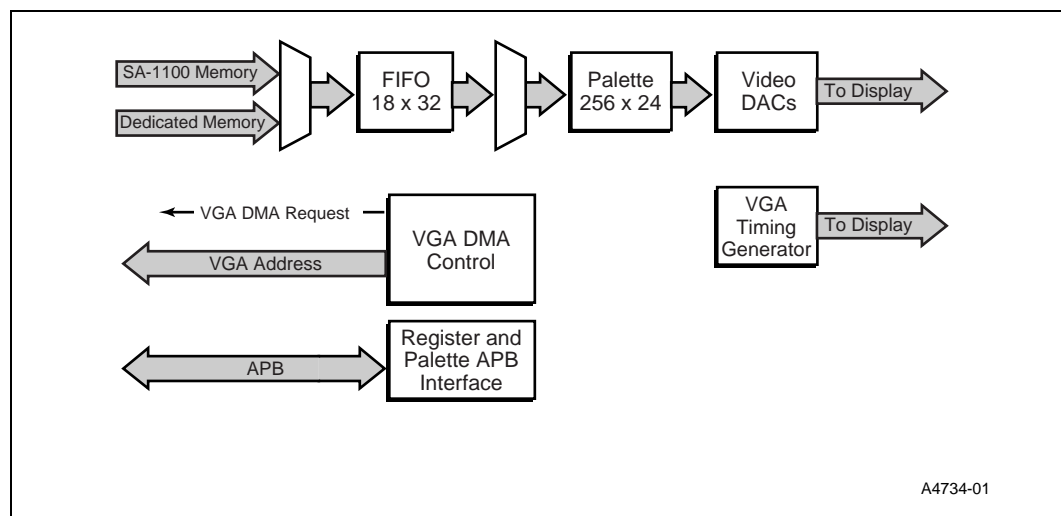 SA-1100 Memory
Dedicated Memory
FIFO
18 x 32
Palette
256 x 24
Video
DACs
To Display
VGA DMA Request
VGA Address
VGA DMA
Control
VGA
Timing
Generator
To Display
APB
Register and
Palette APB
Interface
A4734-01